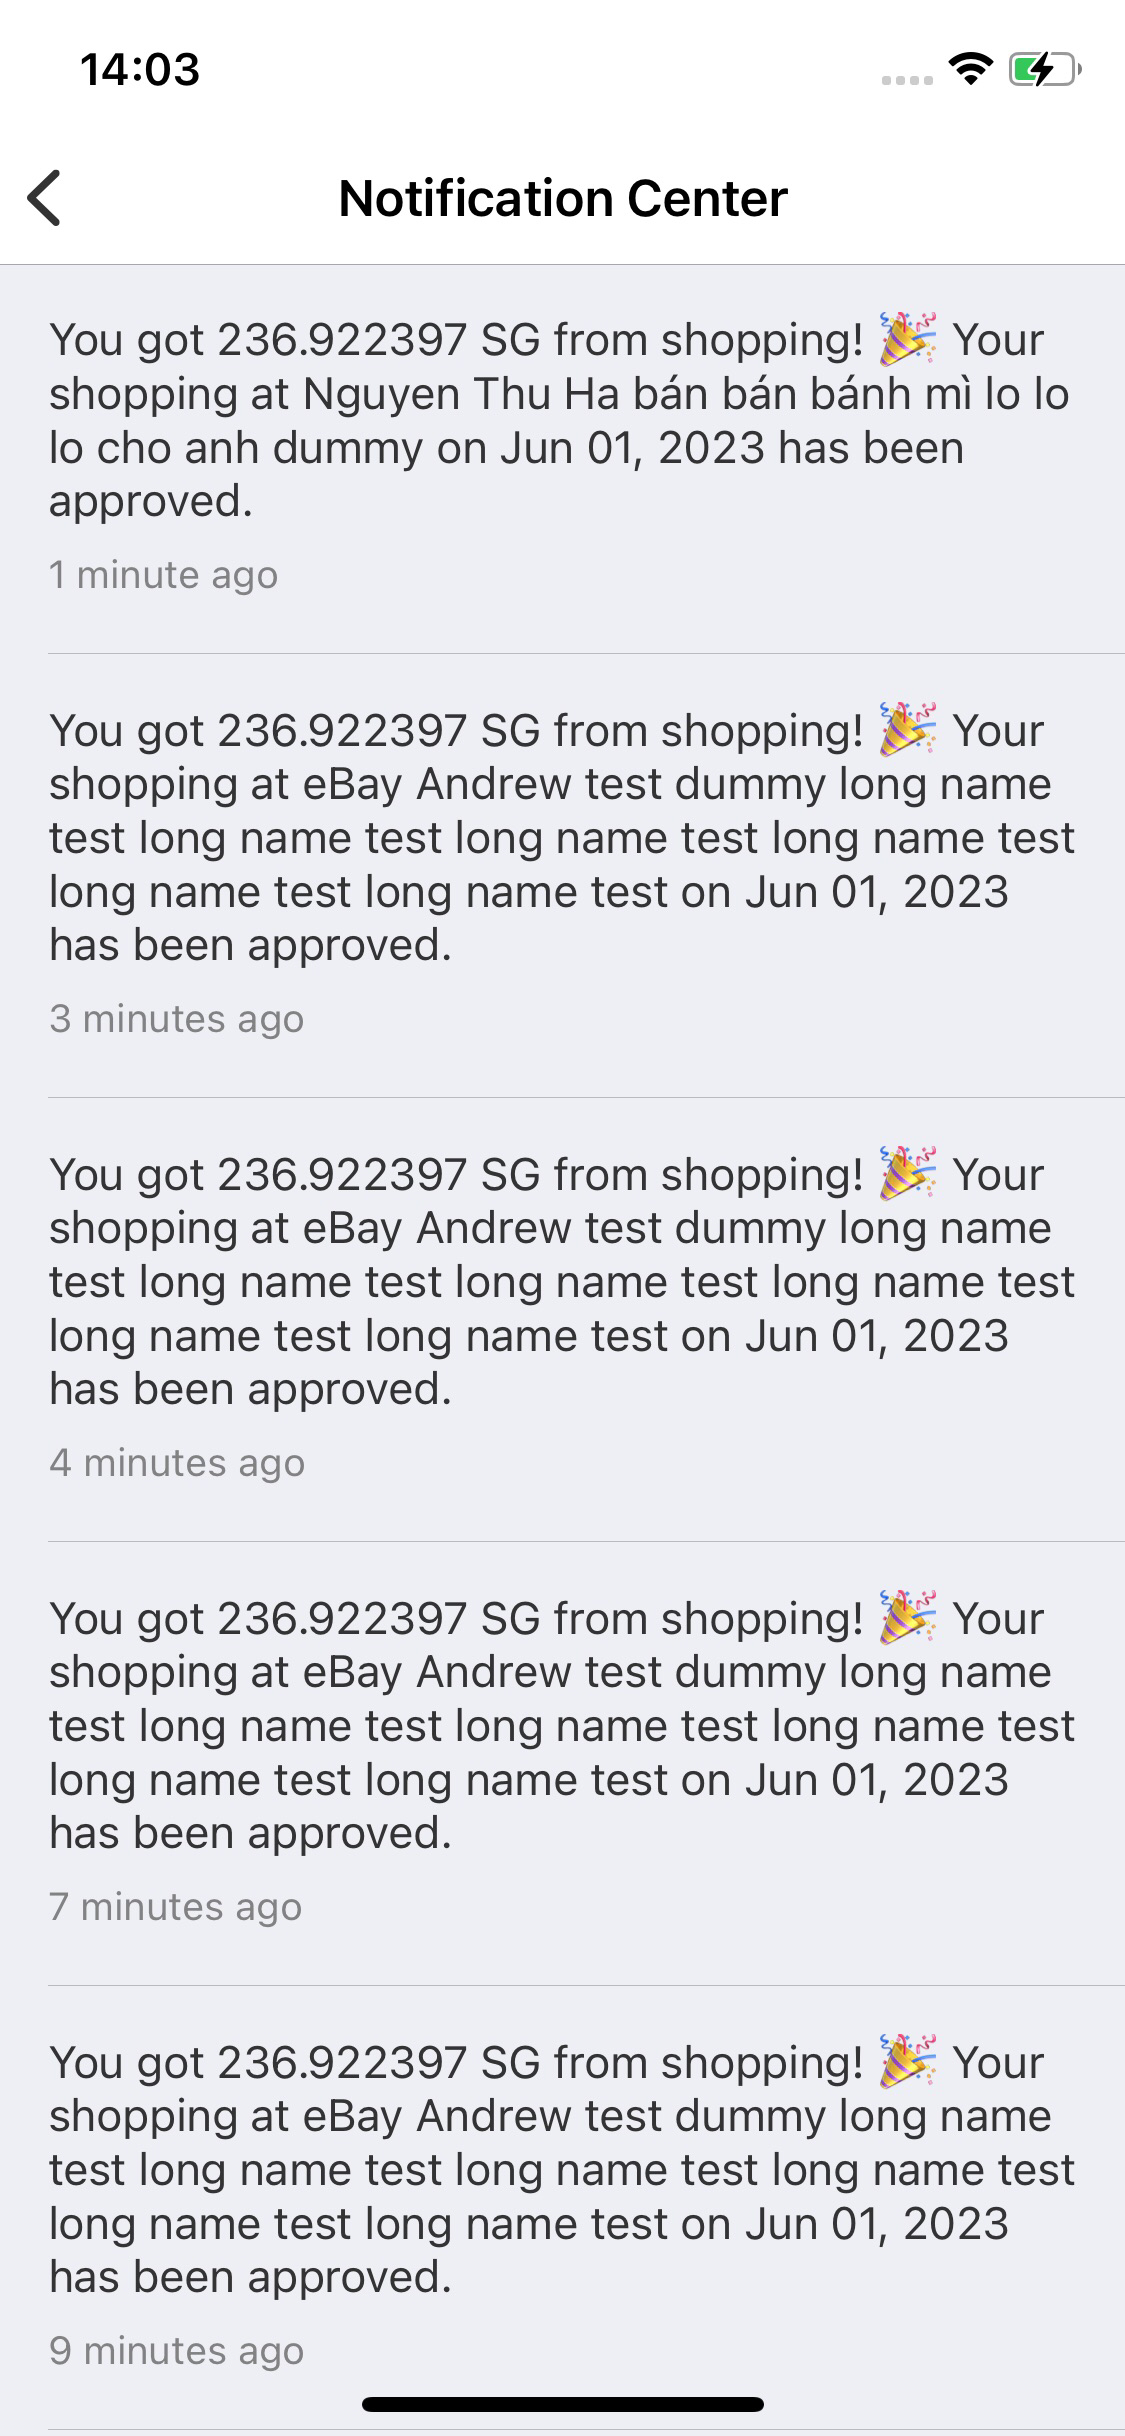 14:03
Notification Center
You got 236.922397 SG from shopping! 🎉 Your
shopping at Nguyen Thu Ha bán bán bánh mì lo lo
lo cho anh dummy on Jun 01, 2023 has been
approved.
1 minute ago
You got 236.922397 SG from shopping! 🎉 Your
shopping at eBay Andrew test dummy long name
test long name test long name test long name test
long name test long name test on Jun 01, 2023
has been approved.
3 minutes ago
You got 236.922397 SG from shopping! 🎉 Your
shopping at eBay Andrew test dummy long name
test long name test long name test long name test
long name test long name test on Jun 01, 2023
has been approved.
4 minutes ago
You got 236.922397 SG from shopping! 🎉 Your
shopping at eBay Andrew test dummy long name
test long name test long name test long name test
long name test long name test on Jun 01, 2023
has been approved.
7 minutes ago
You got 236.922397 SG from shopping! 🎉 Your
shopping at eBay Andrew test dummy long name
test long name test long name test long name test
long name test long name test on Jun 01, 2023
has been approved.
9 minutes ago